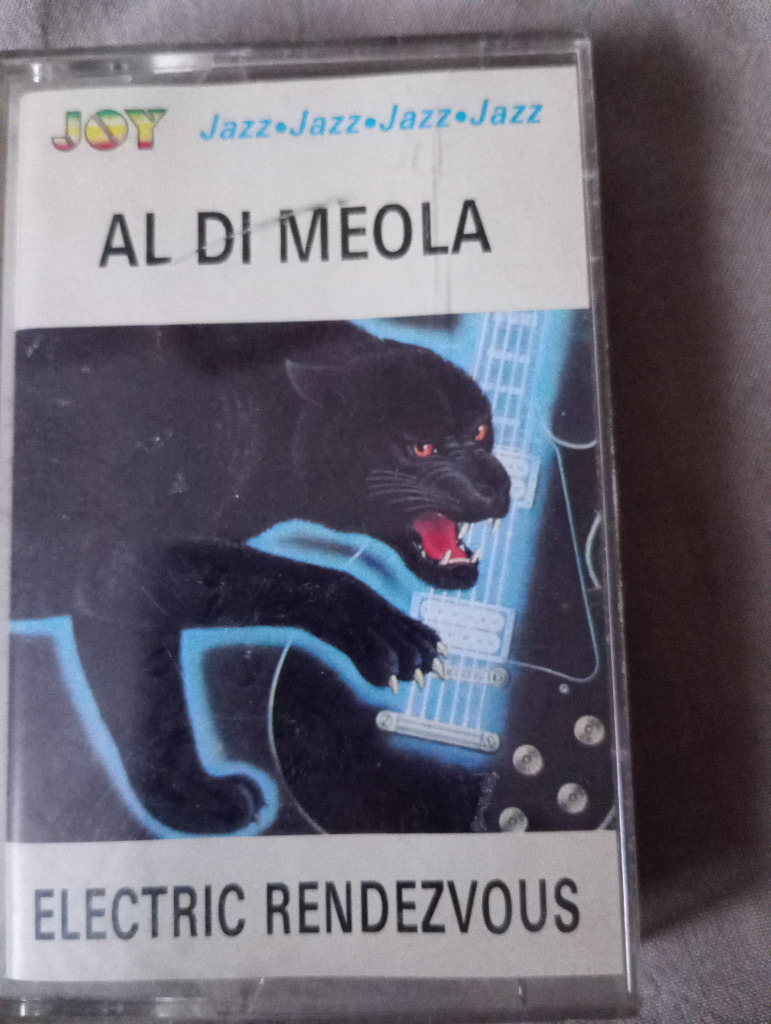 JOY Jazz•Jazz•Jazz•Jazz
AL DI MEOLA
ELECTRIC RENDEZVOUS